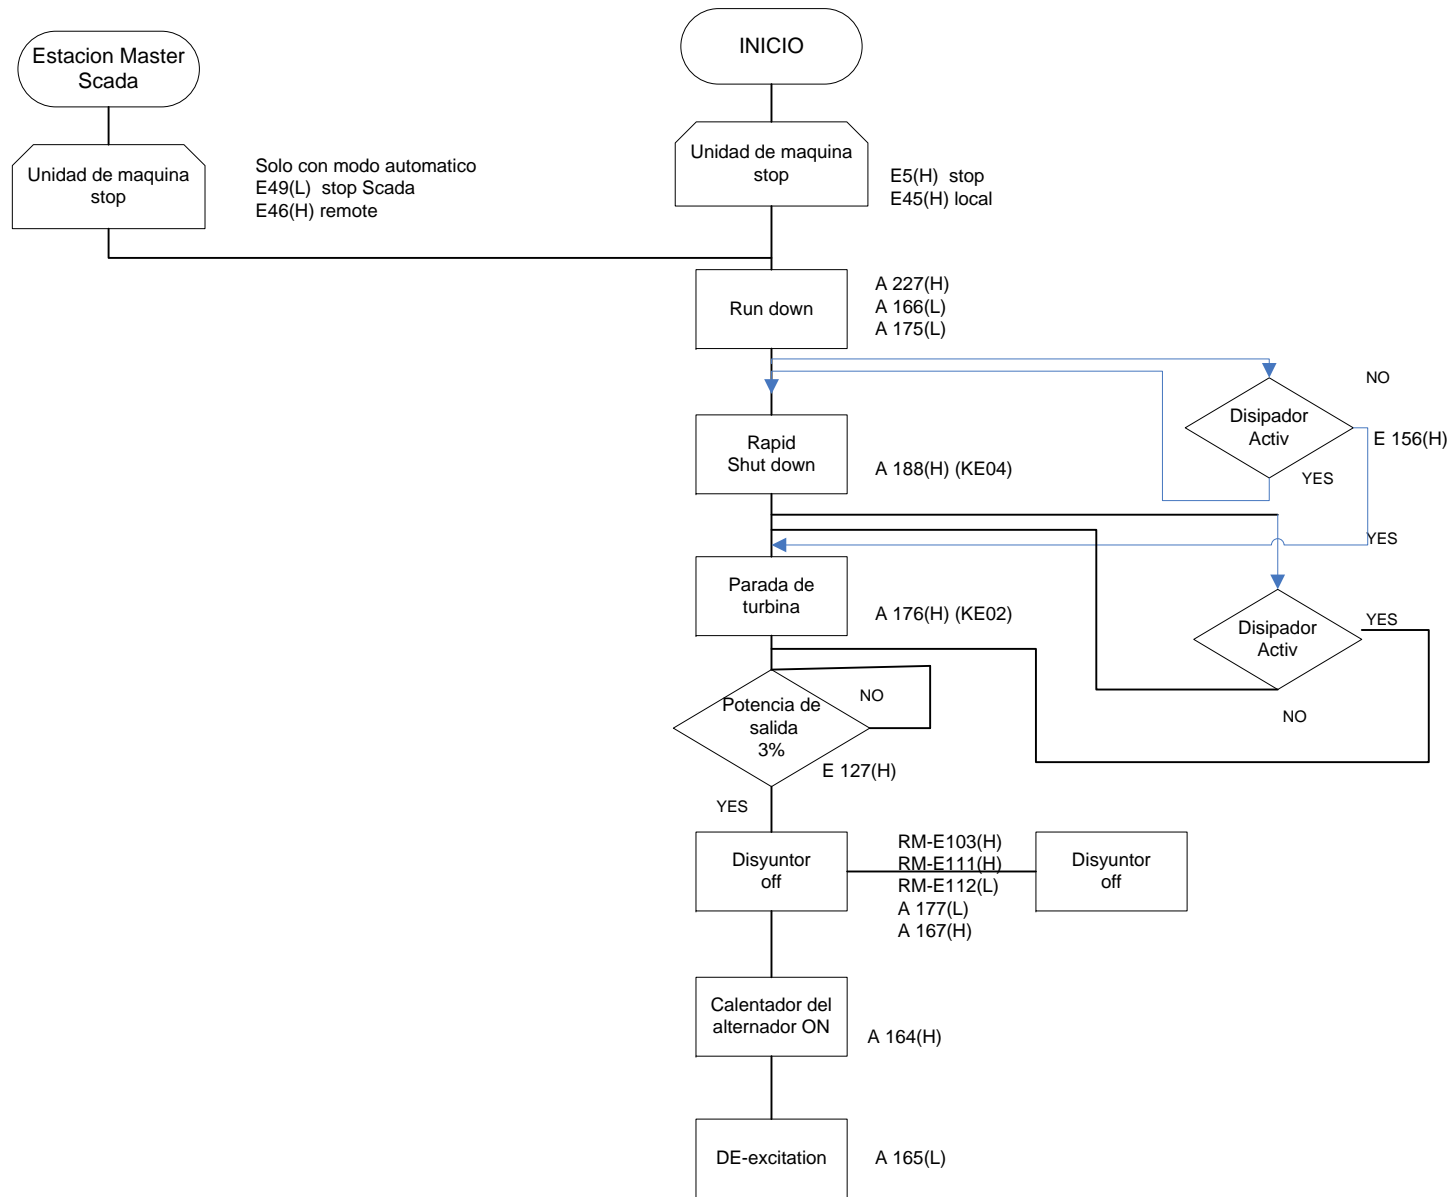 Estacion Master
Scada
INICIO
Unidad de maquina
stop
Solo con modo automatico
E49(L)  stop Scada
E46(H) remote
Unidad de maquina
stop
E5(H)  stop
E45(H) local
Run down
A 227(H)
A 166(L)
A 175(L)
NO
Disipador
Activ
E 156(H)
YES
Rapid
Shut down
A 188(H) (KE04)
YES
Parada de
turbina
A 176(H) (KE02)
Disipador
Activ
YES
NO
Potencia de
salida
3%
NO
E 127(H)
YES
Disyuntor
off
RM-E103(H)
RM-E111(H)
RM-E112(L)
A 177(L)
A 167(H)
Disyuntor
off
Calentador del
alternador ON
A 164(H)
DE-excitation
A 165(L)